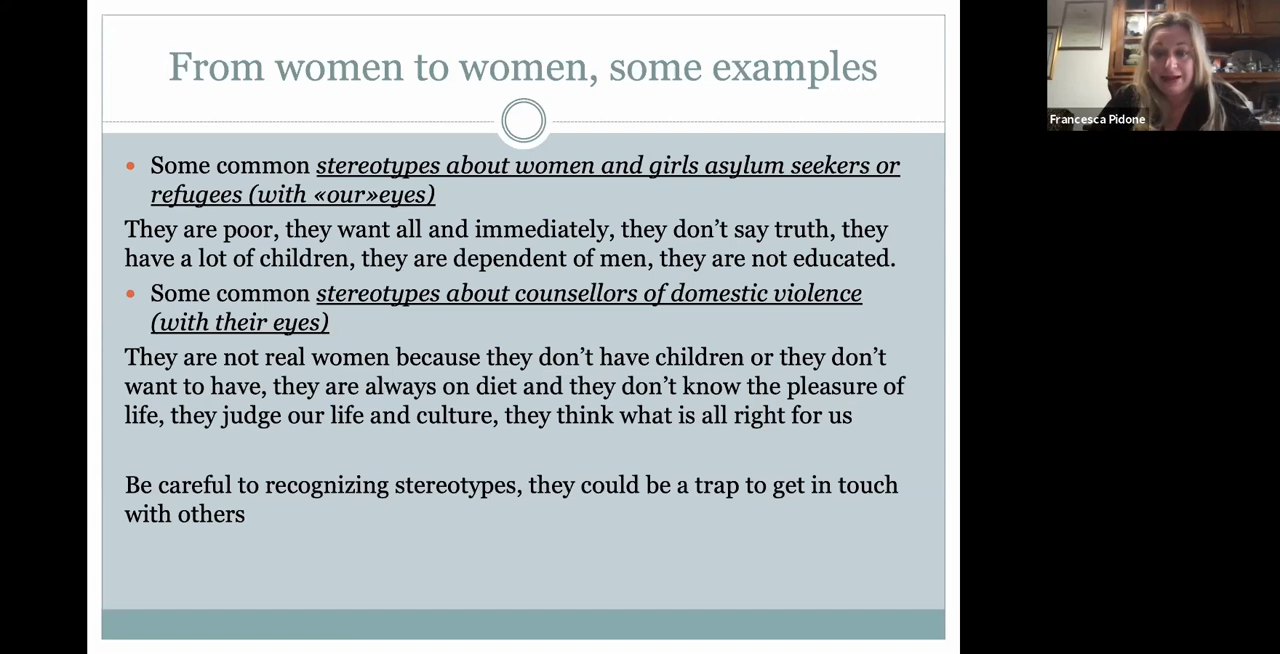 From women to women, some examples
Francesca Pidone
• Some common stereotypes about women and girls asylum seekers or
refugees (with «our»eyes)
They are poor, they want all and immediately, they don’t say truth, they
have a lot of children, they are dependent of men, they are not educated.
• Some common stereotypes about counsellors of domestic violence
(with their eyes)
They are not real women because they don’t have children or they don’t
want to have, they are always on diet and they don’t know the pleasure of
life, they judge our life and culture, they think what is all right for us
Be careful to recognizing stereotypes, they could be a trap to get in touch
with others